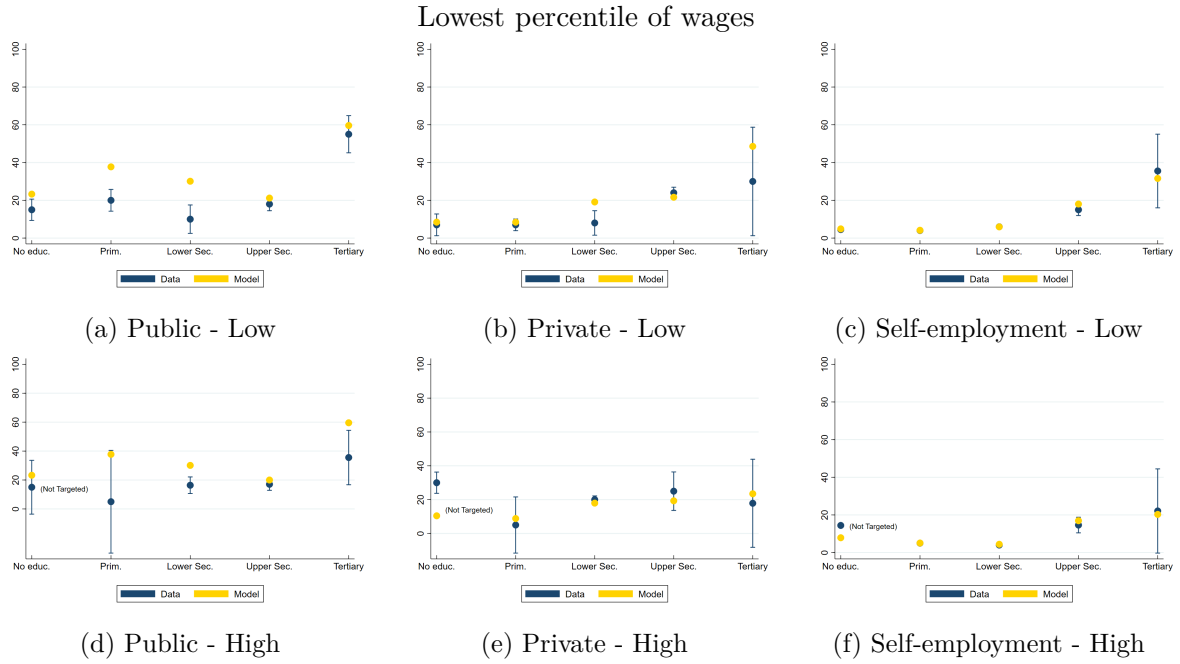 Lowest percentile of wages
100
80
60
40
20
0
No educ. Prim. Lower Sec. Upper Sec. Tertiary
Data Model
(a) Public - Low
100
80
60
40
20
0
No educ. Prim. Lower Sec. Upper Sec. Tertiary
Data Model
(b) Private - Low
100
80
60
40
20
0
No educ. Prim. Lower Sec. Upper Sec. Tertiary
Data Model
(c) Self-employment - Low
100
80
60
40
20
0
(Not Targeted)
No educ. Prim. Lower Sec. Upper Sec. Tertiary
Data Model
(d) Public - High
100
80
60
40
20
0
(Not Targeted)
No educ. Prim. Lower Sec. Upper Sec. Tertiary
Data Model
(e) Private - High
100
80
60
40
20
0
(Not Targeted)
No educ. Prim. Lower Sec. Upper Sec. Tertiary
Data Model
(f) Self-employment - High